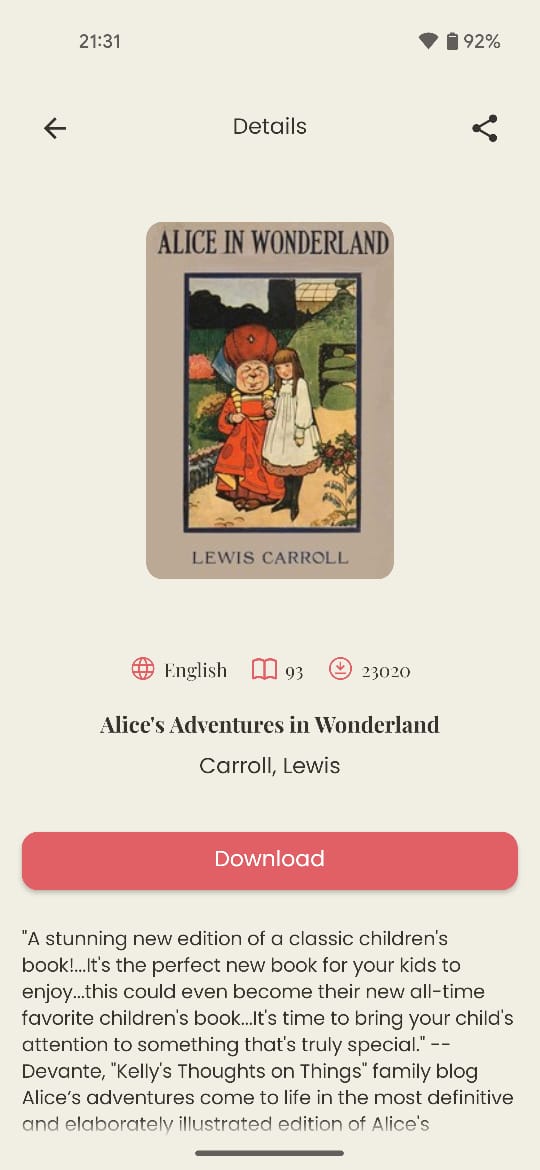 21:31 92%
Details
ALICE IN WONDERLAND
LEWIS CARROLL
English 93 23020
Alice's Adventures in Wonderland
Carroll, Lewis
Download
"A stunning new edition of a classic children's
book!...It's the perfect new book for your kids to
enjoy...this could even become their new all-time
favorite children's book...It's time to bring your child's
attention to something that's truly special." --
Devante, "Kelly's Thoughts on Things" family blog
Alice’s adventures come to life in the most definitive
and elaborately illustrated edition of Alice's